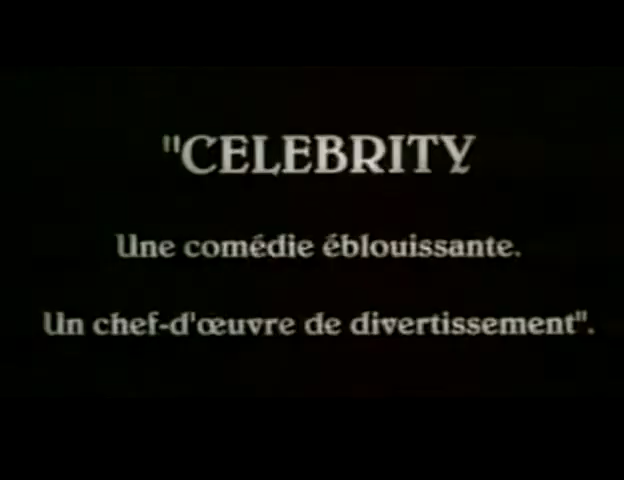 "CELEBRITY
Une comédie éblouissante.
Un chef-d'œuvre de divertissement".